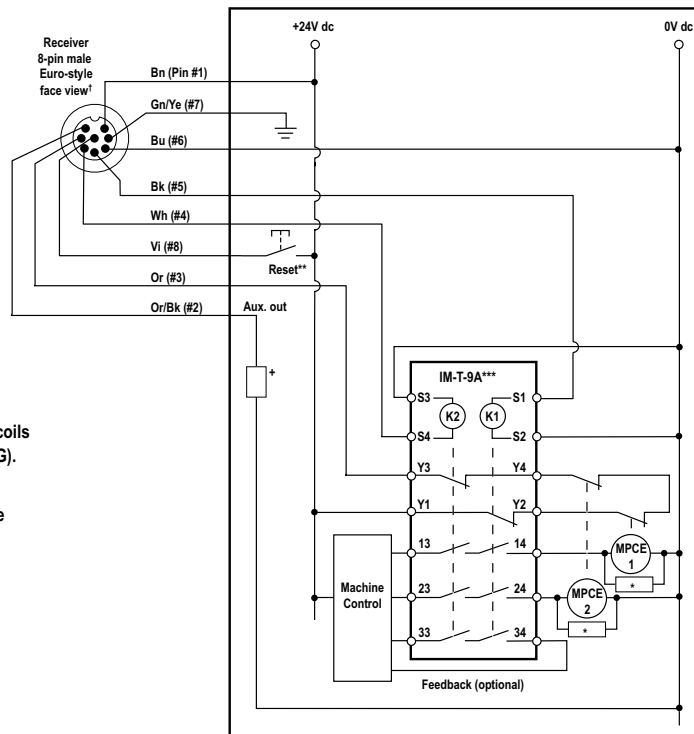 +24V dc
0V dc
Receiver
8-pin male
Euro-style
face view†
Bn (Pin #1)
Gn/Ye (#7)
Bu (#6)
Bk (#5)
Wh (#4)
Vi (#8)
Reset**
Or (#3)
Or/Bk (#2)
Aux. out
+
IM-T-9A***
S3
S1
K2
K1
S4
S2
coils
G).
Y3
Y4
e
Y1
Y2
13
14
MPCE
1
*
Machine
Control
23
24
MPCE
2
*
33
34
Feedback (optional)